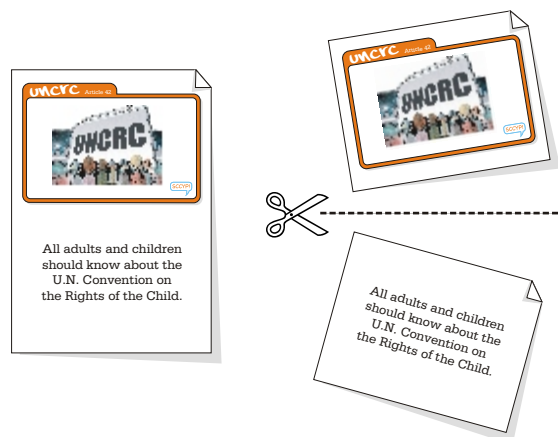 uncrc Article 42
UNCRC
SCCYP!
All adults and children
should know about the
U.N. Convention on
the Rights of the Child.
uncrc Article 42
UNCRC
SCCYP!
All adults and children
should know about the
U.N. Convention on
the Rights of the Child.